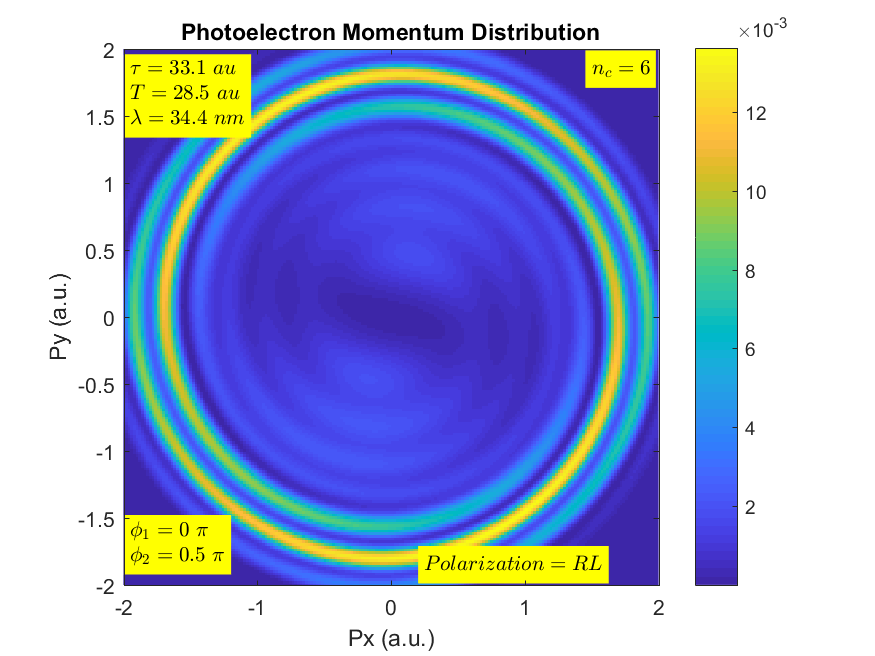 Photoelectron Momentum Distribution
×10⁻³
τ = 33.1 au
T = 28.5 au
λ = 34.4 nm
n_c = 6
2
1.5
1
0.5
0
-0.5
-1
-1.5
-2
Py (a.u.)
12
10
8
6
4
2
ϕ₁ = 0 π
ϕ₂ = 0.5 π
Polarization = RL
-2
-1
0
1
2
Px (a.u.)